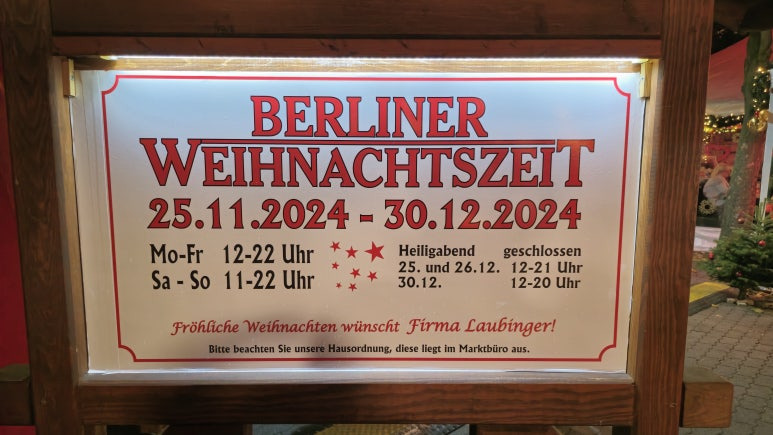 BERLINER
WEIHNACHTSZEIT
25.11.2024 - 30.12.2024
Mo-Fr 12-22 Uhr
Sa - So 11-22 Uhr
Heiligabend geschlossen
25. und 26.12. 12-21 Uhr
30.12. 12-20 Uhr
Fröhliche Weihnachten wünscht Firma Laubinger!
Bitte beachten Sie unsere Hausordnung, diese liegt im Marktbüro aus.